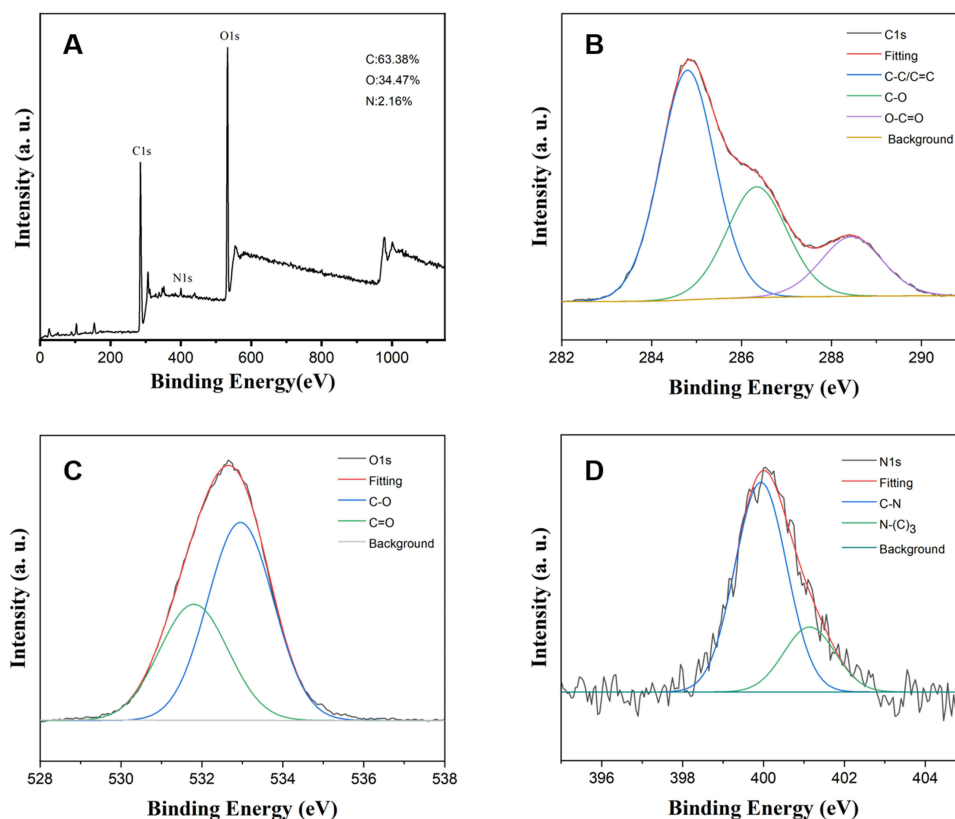 A
O1s
C:63.38%
O:34.47%
N:2.16%
C1s
N1s
Intensity (a. u.)
0 200 400 600 800 1000
Binding Energy(eV)
B
C1s
Fitting
C-C/C=C
C-O
O-C=O
Background
Intensity (a. u.)
282 284 286 288 290
Binding Energy (eV)
C
O1s
Fitting
C-O
C=O
Background
Intensity (a. u.)
528 530 532 534 536 538
Binding Energy (eV)
D
N1s
Fitting
C-N
N-(C)₃
Background
Intensity (a. u.)
396 398 400 402 404
Binding Energy (eV)